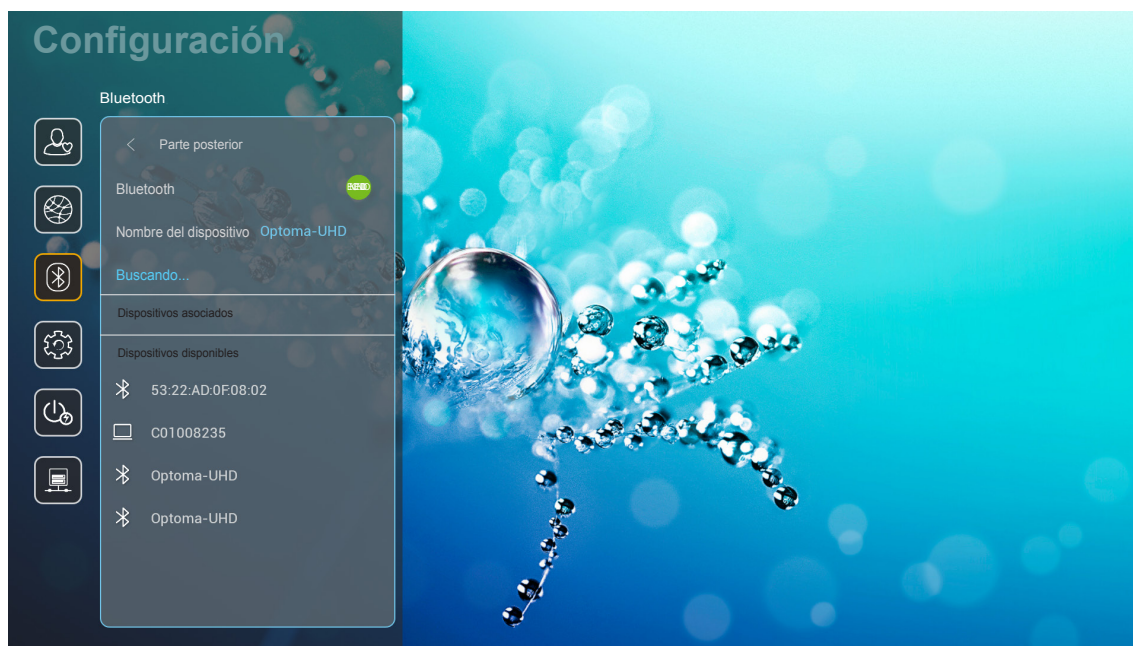 Configuración
Bluetooth
Parte posterior
Bluetooth
Nombre del dispositivo Optoma-UHD
Buscando...
Dispositivos asociados
Dispositivos disponibles
53:22:AD:0F:08:02
C01008235
Optoma-UHD
Optoma-UHD